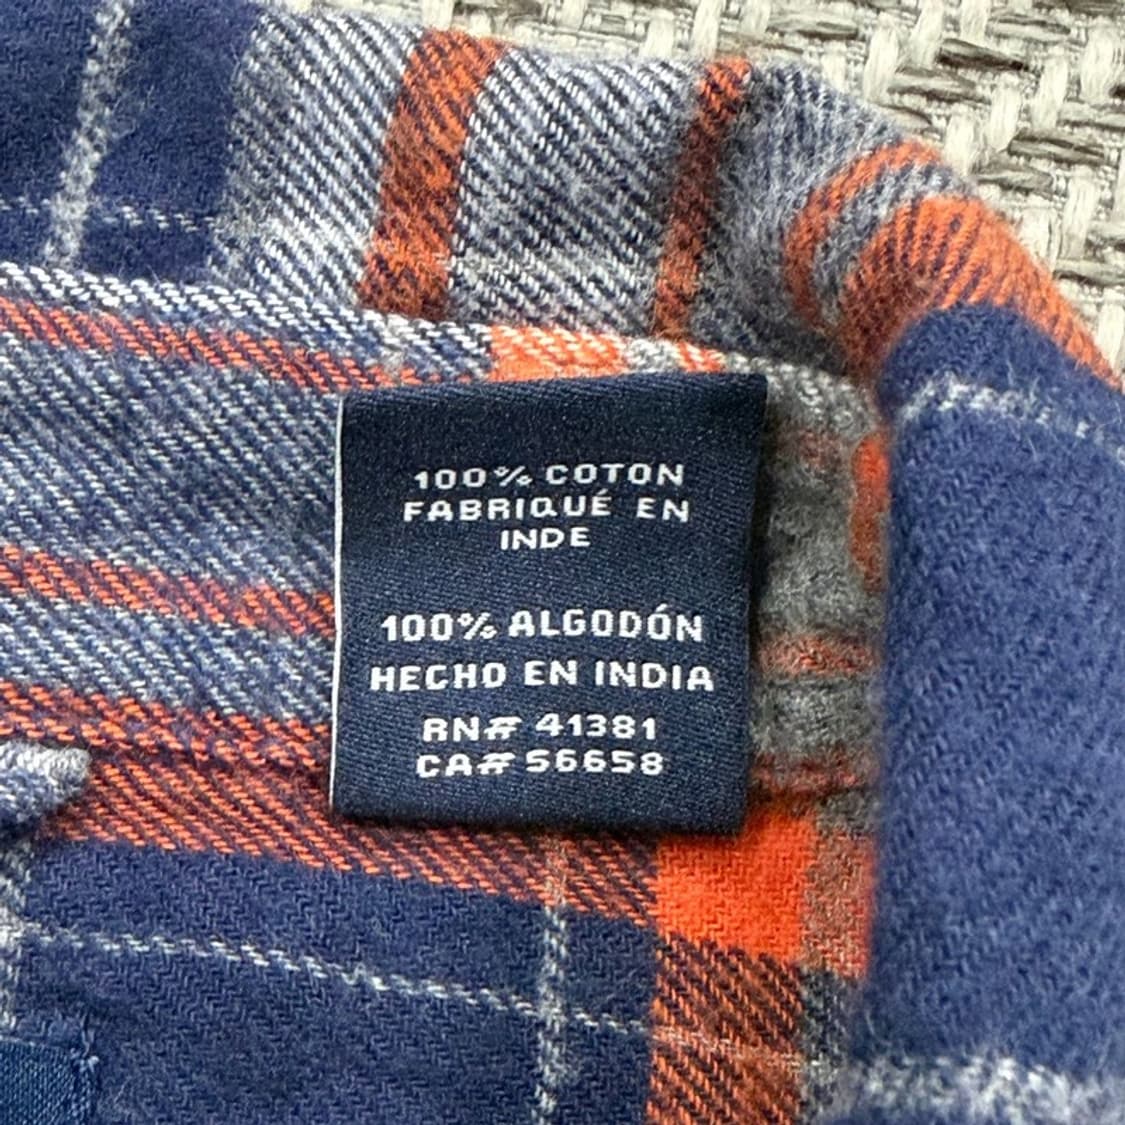 100% COTON
FABRIQUÉ EN
INDE
100% ALGODÓN
HECHO EN INDIA
RN# 41381
CA# 56658